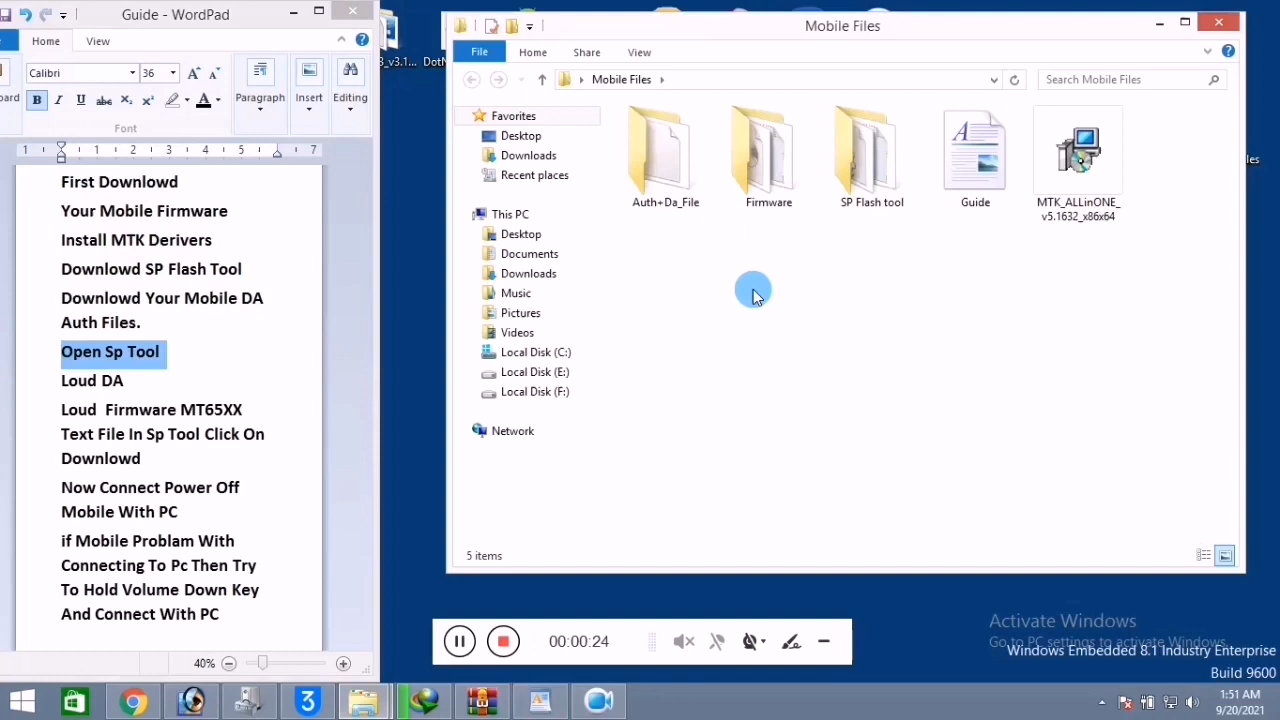 Guide - WordPad
Home
View
Calibri
36
Paragraph
Insert
Editing
Font
1
1
2
3
4
5
7
First Downlowd
Your Mobile Firmware
Install MTK Derivers
Downlowd SP Flash Tool
Downlowd Your Mobile DA
Auth Files.
Open Sp Tool
Loud DA
Loud  Firmware MT65XX
Text File In Sp Tool Click On
Downlowd
Now Connect Power Off
Mobile With PC
if Mobile Problam With
Connecting To Pc Then Try
To Hold Volume Down Key
And Connect With PC
40%
Mobile Files
File
Home
Share
View
Mobile Files
Search Mobile Files
Favorites
Desktop
Downloads
Recent places
This PC
Desktop
Documents
Downloads
Music
Pictures
Videos
Local Disk (C:)
Local Disk (E:)
Local Disk (F:)
Network
Auth+Da_File
Firmware
SP Flash tool
Guide
MTK_ALLinONE_
v5.1632_x86x64
5 items
00:00:24
Activate Windows
Go to PC settings to activate Windows.
Windows Embedded 8.1 Industry Enterprise
Build 9600
1:51 AM
9/20/2021